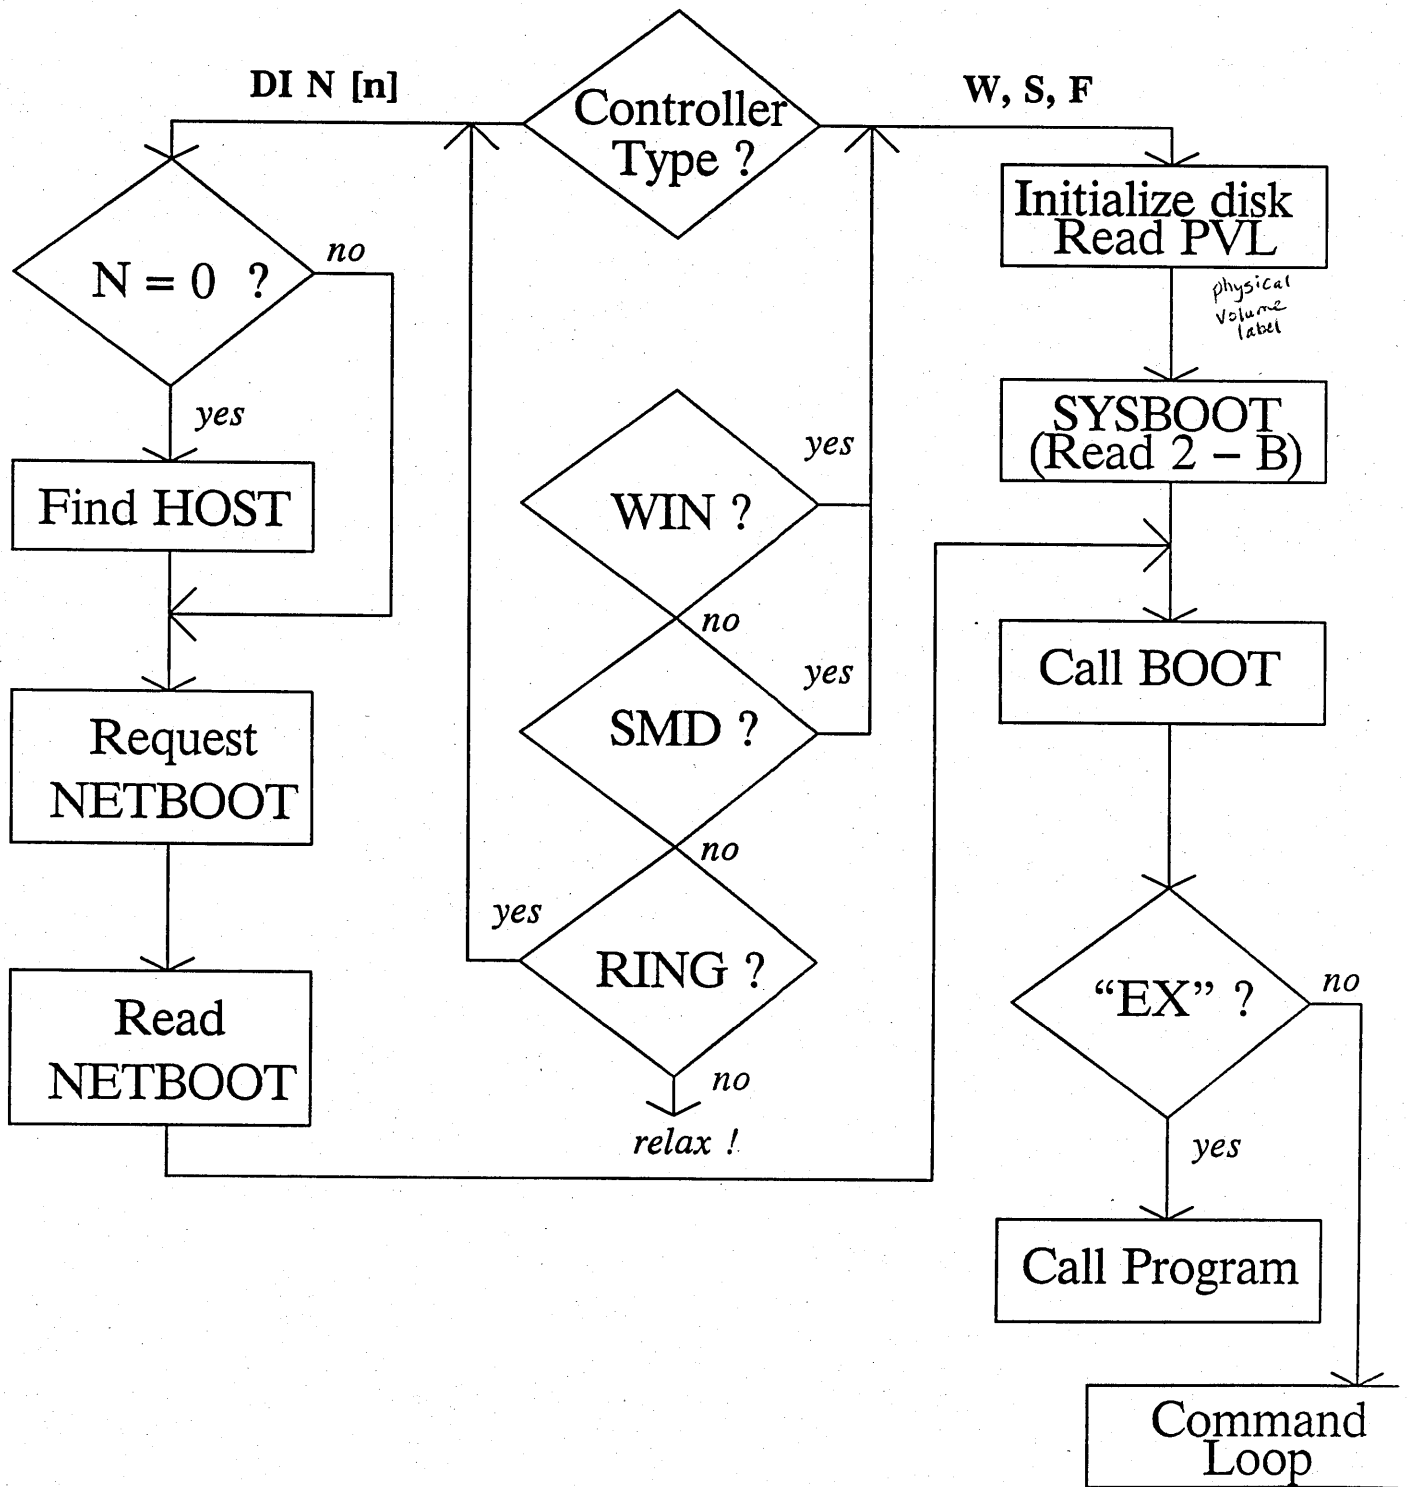 DI N [n]
W, S, F
Controller
Type ?
Initialize disk
Read PVL
physical
volume
label
N = 0 ?
no
yes
Find HOST
SYSBOOT
(Read 2 – B)
WIN ?
yes
no
Call BOOT
SMD ?
yes
no
Request
NETBOOT
RING ?
yes
no
relax !
Read
NETBOOT
“EX” ?
no
yes
Call Program
Command
Loop